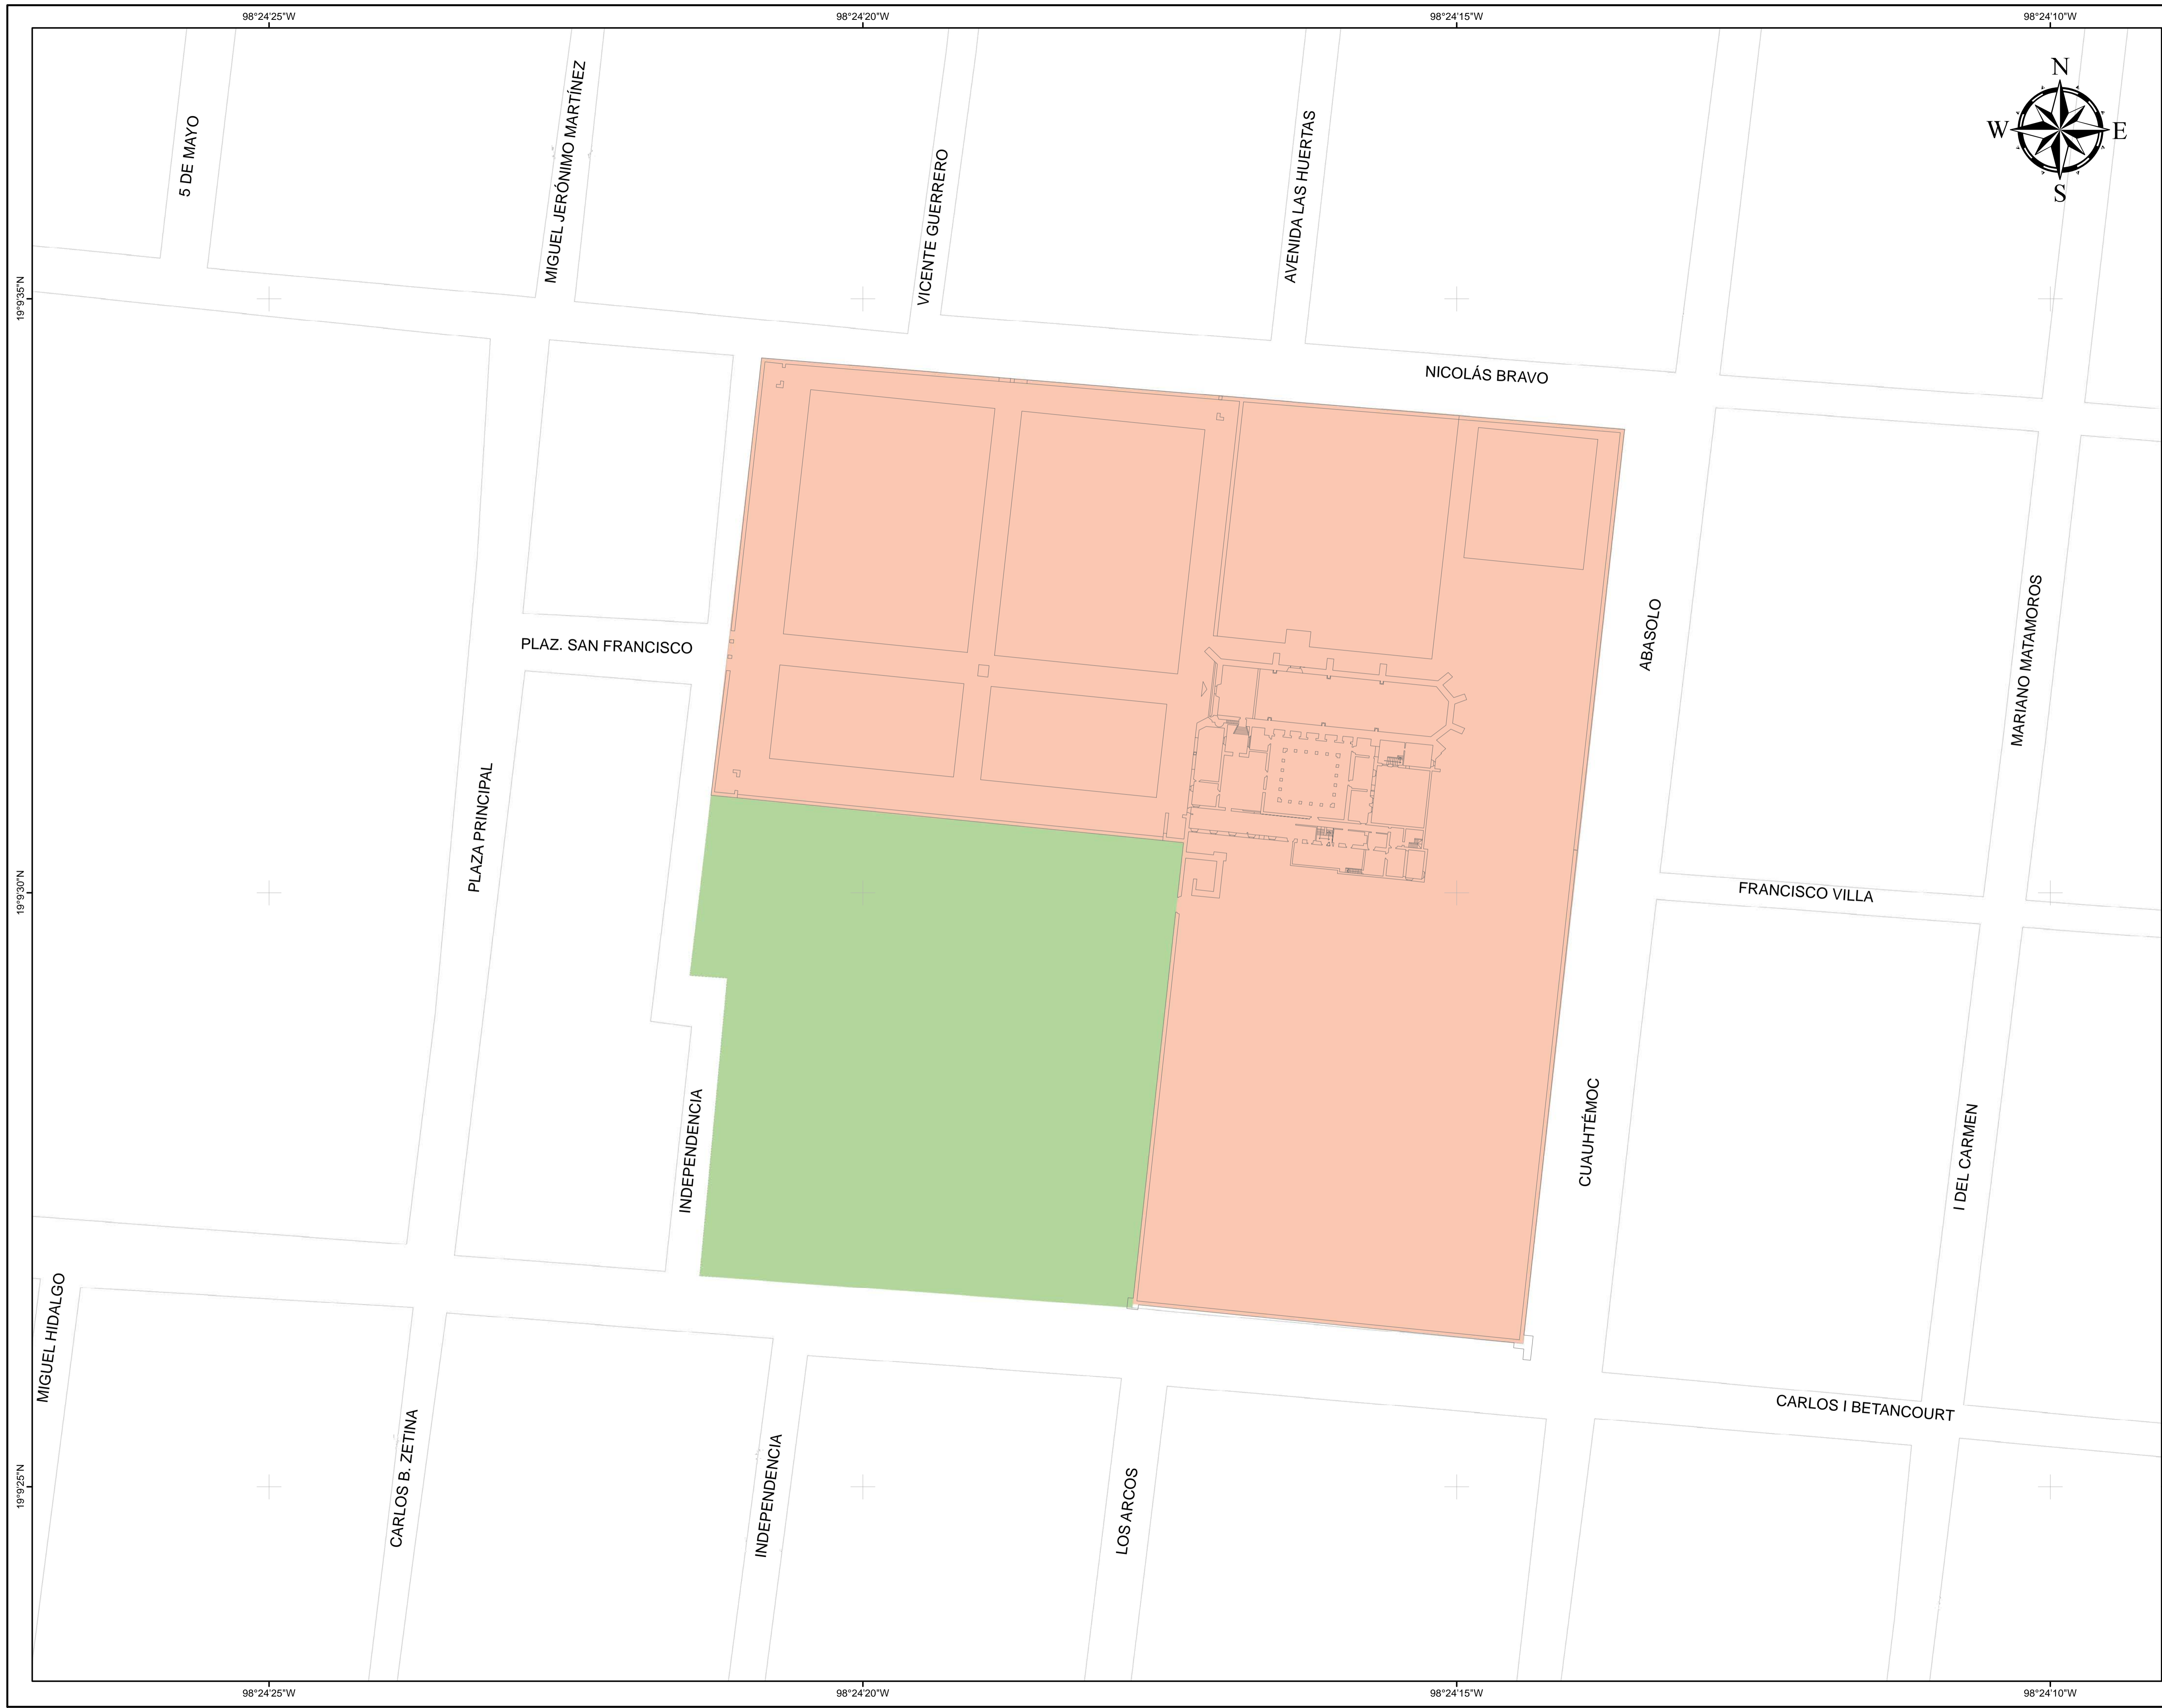 98°24'25"W
98°24'20"W
98°24'15"W
98°24'10"W
N
W
E
S
5 DE MAYO
MIGUEL JERÓNIMO MARTÍNEZ
VICENTE GUERRERO
AVENIDA LAS HUERTAS
19°9'35"N
NICOLÁS BRAVO
PLAZ. SAN FRANCISCO
ABASOLO
MARIANO MATAMOROS
PLAZA PRINCIPAL
19°9'30"N
FRANCISCO VILLA
INDEPENDENCIA
CUAUHTÉMOC
I DEL CARMEN
MIGUEL HIDALGO
CARLOS I BETANCOURT
CARLOS B. ZETINA
INDEPENDENCIA
LOS ARCOS
19°9'25"N
98°24'25"W
98°24'20"W
98°24'15"W
98°24'10"W